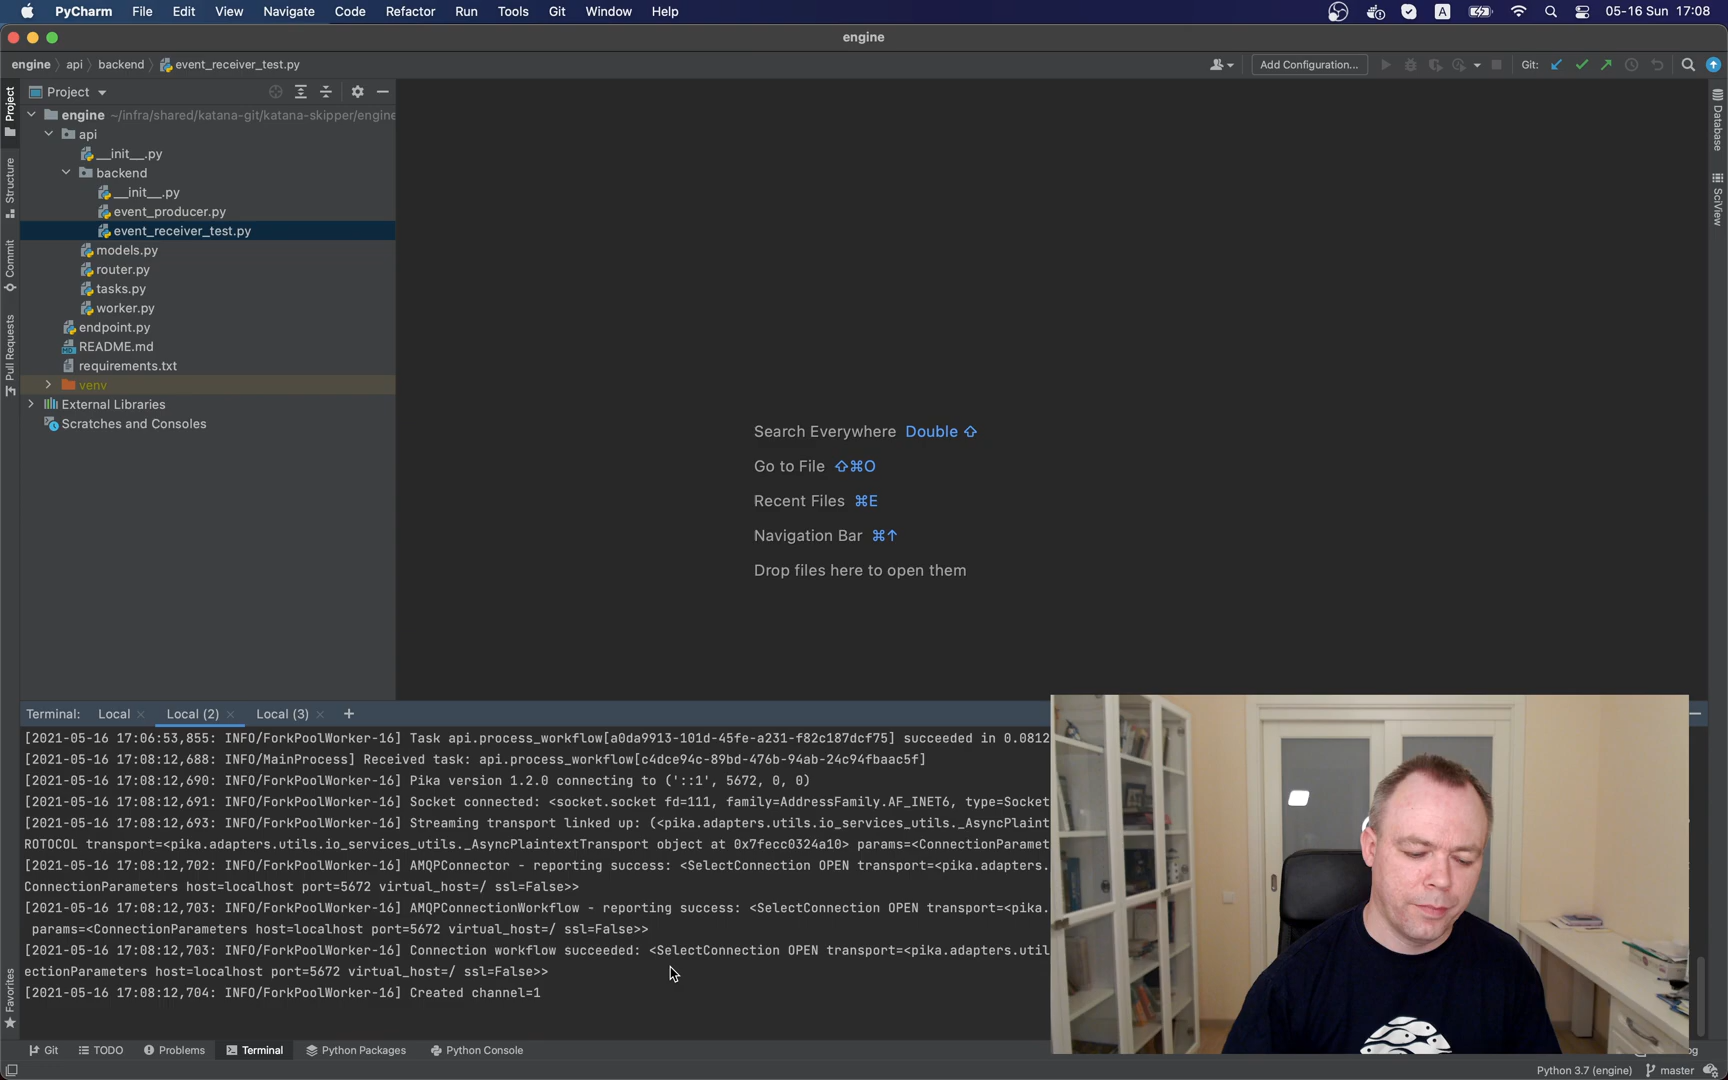 PyCharm File Edit View Navigate Code Refactor Run Tools Git Window Help A 05-16 Sun 17:08
engine
engine api backend event_receiver_test.py Add Configuration... Git:
Project
engine ~/infra/shared/katana-git/katana-skipper/engine
api
__init__.py
backend
__init__.py
event_producer.py
event_receiver_test.py
models.py
router.py
tasks.py
worker.py
endpoint.py
README.md
requirements.txt
venv
External Libraries
Scratches and Consoles
Project
Structure
Commit
Pull Requests
Favorites
Database
SciView
Search Everywhere Double ⇧
Go to File ⇧⌘O
Recent Files ⌘E
Navigation Bar ⌘↑
Drop files here to open them
Terminal: Local × Local (2) × Local (3) × +
[2021-05-16 17:06:53,855: INFO/ForkPoolWorker-16] Task api.process_workflow[a0da9913-101d-45fe-a231-f82c187dcf75] succeeded in 0.0812
[2021-05-16 17:08:12,688: INFO/MainProcess] Received task: api.process_workflow[c4dce94c-89bd-476b-94ab-24c94fbaac5f]
[2021-05-16 17:08:12,690: INFO/ForkPoolWorker-16] Pika version 1.2.0 connecting to ('::1', 5672, 0, 0)
[2021-05-16 17:08:12,691: INFO/ForkPoolWorker-16] Socket connected: <socket.socket fd=111, family=AddressFamily.AF_INET6, type=Socket
[2021-05-16 17:08:12,693: INFO/ForkPoolWorker-16] Streaming transport linked up: (<pika.adapters.utils.io_services_utils._AsyncPlaint
ROTOCOL transport=<pika.adapters.utils.io_services_utils._AsyncPlaintextTransport object at 0x7fecc0324a10> params=<ConnectionParamet
[2021-05-16 17:08:12,702: INFO/ForkPoolWorker-16] AMQPConnector - reporting success: <SelectConnection OPEN transport=<pika.adapters.
ConnectionParameters host=localhost port=5672 virtual_host=/ ssl=False>>
[2021-05-16 17:08:12,703: INFO/ForkPoolWorker-16] AMQPConnectionWorkflow - reporting success: <SelectConnection OPEN transport=<pika.
params=<ConnectionParameters host=localhost port=5672 virtual_host=/ ssl=False>>
[2021-05-16 17:08:12,703: INFO/ForkPoolWorker-16] Connection workflow succeeded: <SelectConnection OPEN transport=<pika.adapters.util
ectionParameters host=localhost port=5672 virtual_host=/ ssl=False>>
[2021-05-16 17:08:12,704: INFO/ForkPoolWorker-16] Created channel=1
Git TODO Problems Terminal Python Packages Python Console
Python 3.7 (engine) master